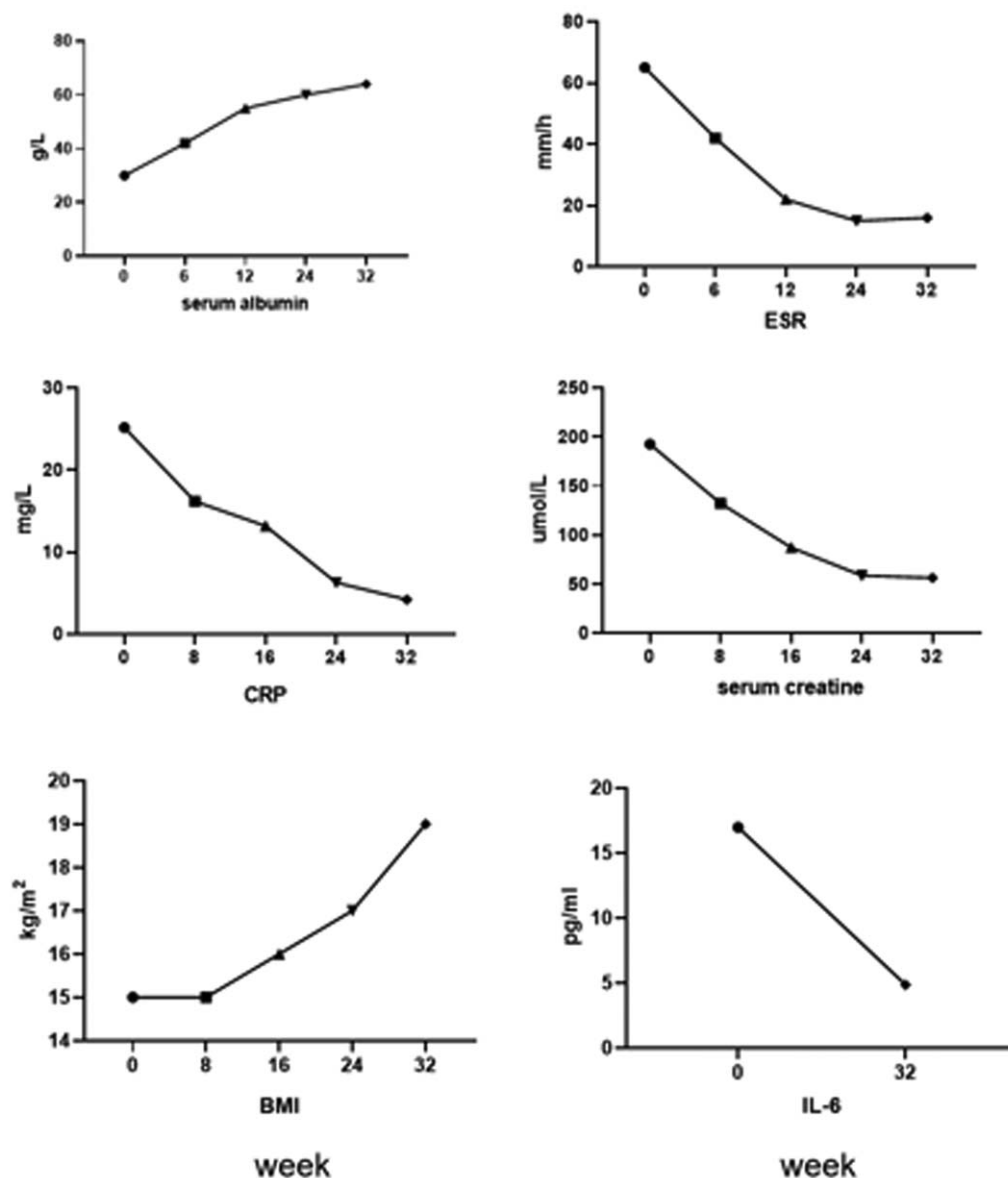 80
60
40
20
0
g/L
0 6 12 24 32
serum albumin
80
60
40
20
0
mm/h
0 6 12 24 32
ESR
30
20
10
0
mg/L
0 8 16 24 32
CRP
250
200
150
100
50
0
umol/L
0 8 16 24 32
serum creatine
20
19
18
17
16
15
14
kg/m²
0 8 16 24 32
BMI
week
20
15
10
5
0
pg/ml
0 32
IL-6
week